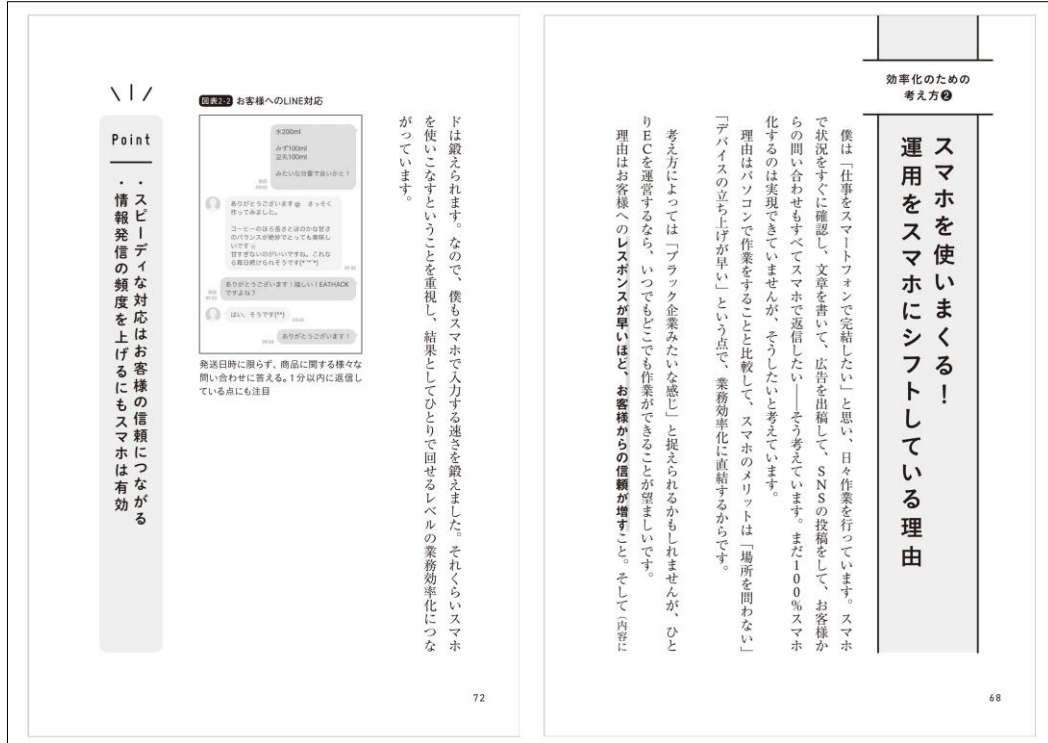 効率化のための
考え方❷
スマホを使いまくる！
運用をスマホにシフトしている理由
僕は「仕事をスマートフォンで完結したい」と思い、日々作業を行っています。スマホ
で状況をすぐに確認し、文章を書いて、広告を出稿して、SNSの投稿をして、お客様か
らの問い合わせもすべてスマホで返信したい――そう考えています。まだ100％スマホ
化するのは実現できていませんが、そうしたいと考えています。
理由はパソコンで作業をすることと比較して、スマホのメリットは「場所を問わない」
「デバイスの立ち上げが早い」という点で、業務効率化に直結するからです。
考え方によっては「ブラック企業みたいな感じ」と捉えられるかもしれませんが、ひと
りECを運営するなら、いつでもどこでも作業ができることが望ましいです。
理由はお客様へのレスポンスが早いほど、お客様からの信頼が増すこと。そして（内容に
68
ドは鍛えられます。なので、僕もスマホで入力する速さを鍛えました。それくらいスマホ
を使いこなすということを重視し、結果としてひとりで回せるレベルの業務効率化につな
がっています。
図表2-2 お客様へのLINE対応
水200ml
みず100ml
豆乳100ml
みたいな分量で良いかと！
ありがとうございます さっそく
作ってみました。
コーヒーのほろ苦さとほのかな甘さ
のバランスが絶妙でとっても美味し
いです
甘すぎないのがいいですね。これな
ら毎日続けられそうです
ありがとうございます！嬉しい！EATHACK
ですよね？
はい、そうです(^^)
ありがとうございます！
発送日時に限らず、商品に関する様々な
問い合わせに答える。1分以内に返信し
ている点にも注目
Point
・スピーディな対応はお客様の信頼につながる
・情報発信の頻度を上げるにもスマホは有効
72